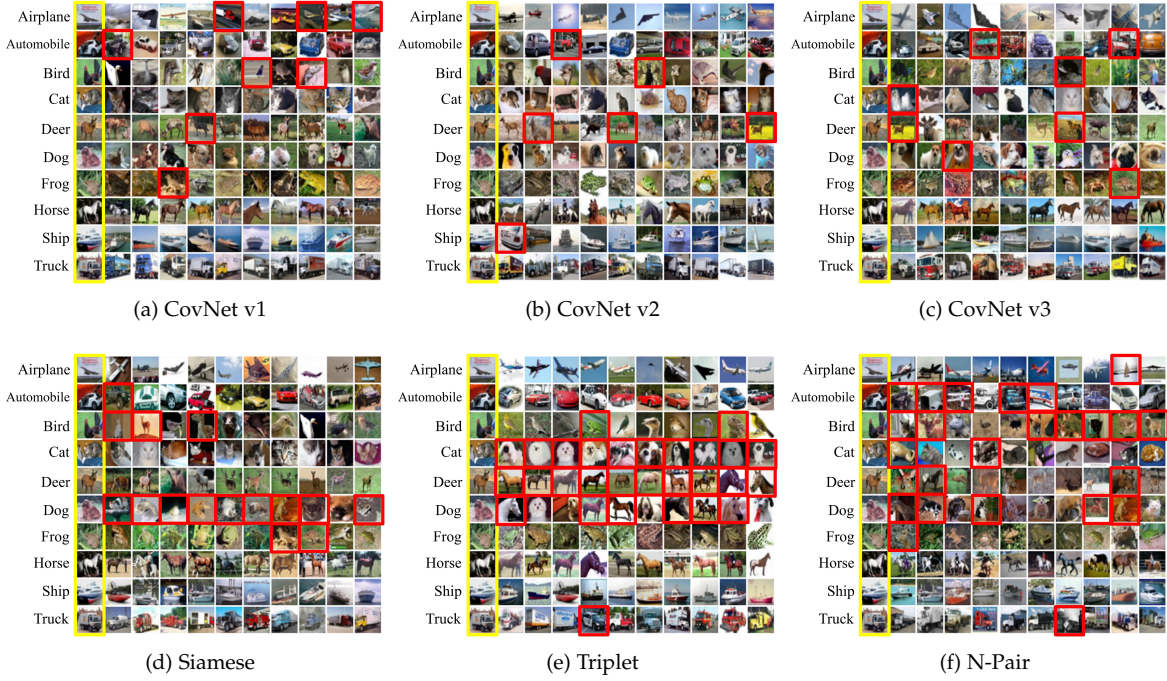 Airplane
Automobile
Bird
Cat
Deer
Dog
Frog
Horse
Ship
Truck
(a) CovNet v1
Airplane
Automobile
Bird
Cat
Deer
Dog
Frog
Horse
Ship
Truck
(b) CovNet v2
Airplane
Automobile
Bird
Cat
Deer
Dog
Frog
Horse
Ship
Truck
(c) CovNet v3
Airplane
Automobile
Bird
Cat
Deer
Dog
Frog
Horse
Ship
Truck
(d) Siamese
Airplane
Automobile
Bird
Cat
Deer
Dog
Frog
Horse
Ship
Truck
(e) Triplet
Airplane
Automobile
Bird
Cat
Deer
Dog
Frog
Horse
Ship
Truck
(f) N-Pair